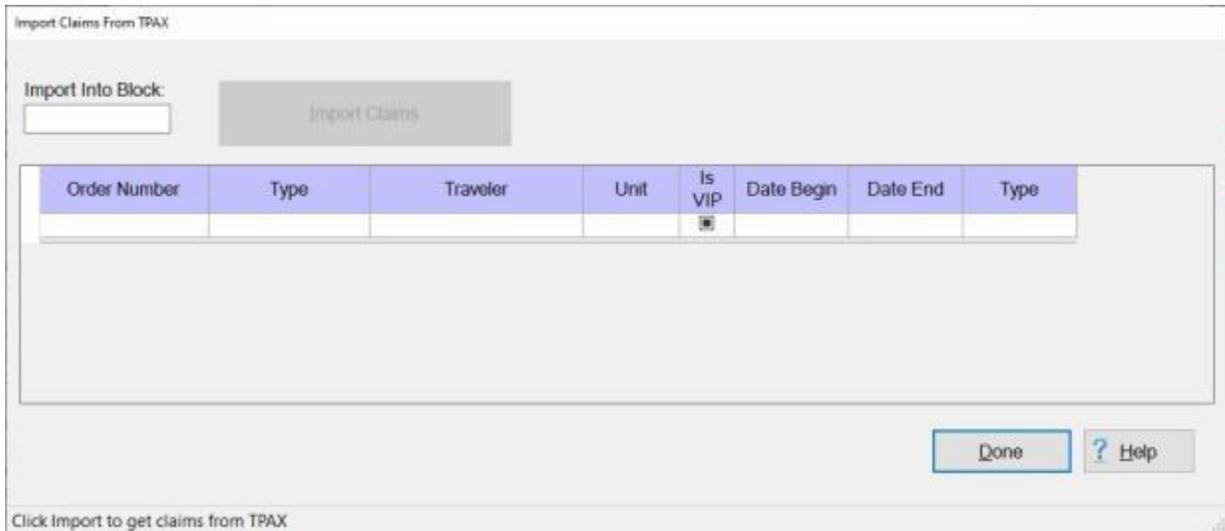 Import Claims From TPAX
Import Into Block:
Import Claims
Order Number Type Traveler Unit Is VIP Date Begin Date End Type
Done
? Help
Click Import to get claims from TPAX